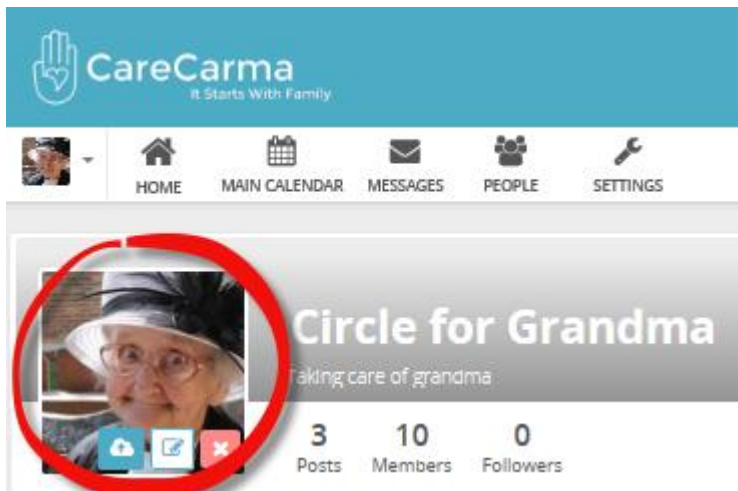 CareCarma
It Starts With Family
HOME
MAIN CALENDAR
MESSAGES
PEOPLE
SETTINGS
Circle for Grandma
Taking care of grandma
3
10
0
Posts
Members
Followers